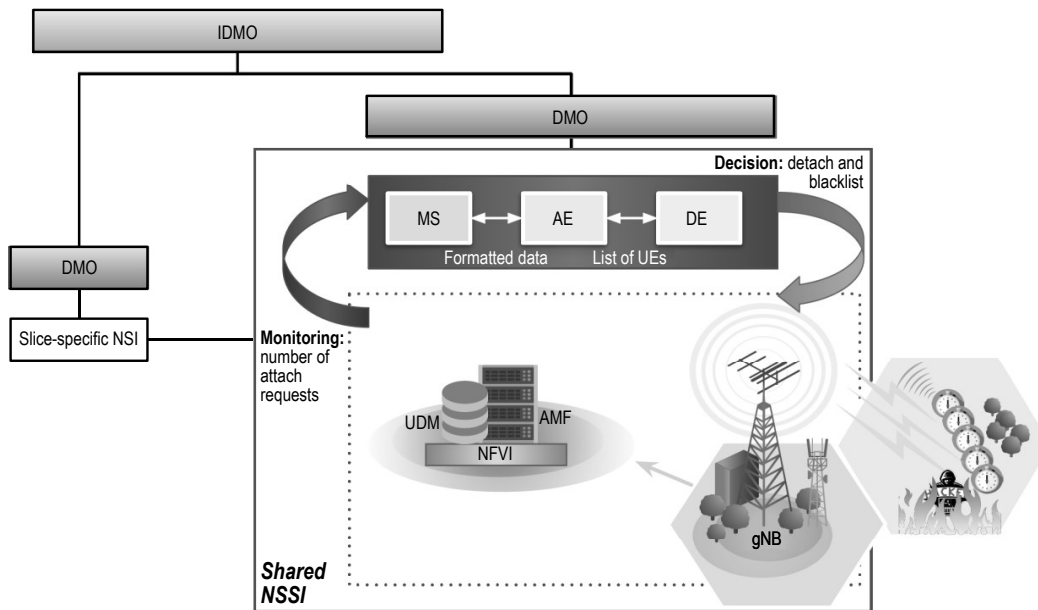 IDMO
DMO
Decision: detach and
blacklist
MS
AE
DE
Formatted data
List of UEs
DMO
Slice-specific NSI
Monitoring:
number of
attach
requests
UDM
AMF
NFVI
gNB
Shared
NSSI